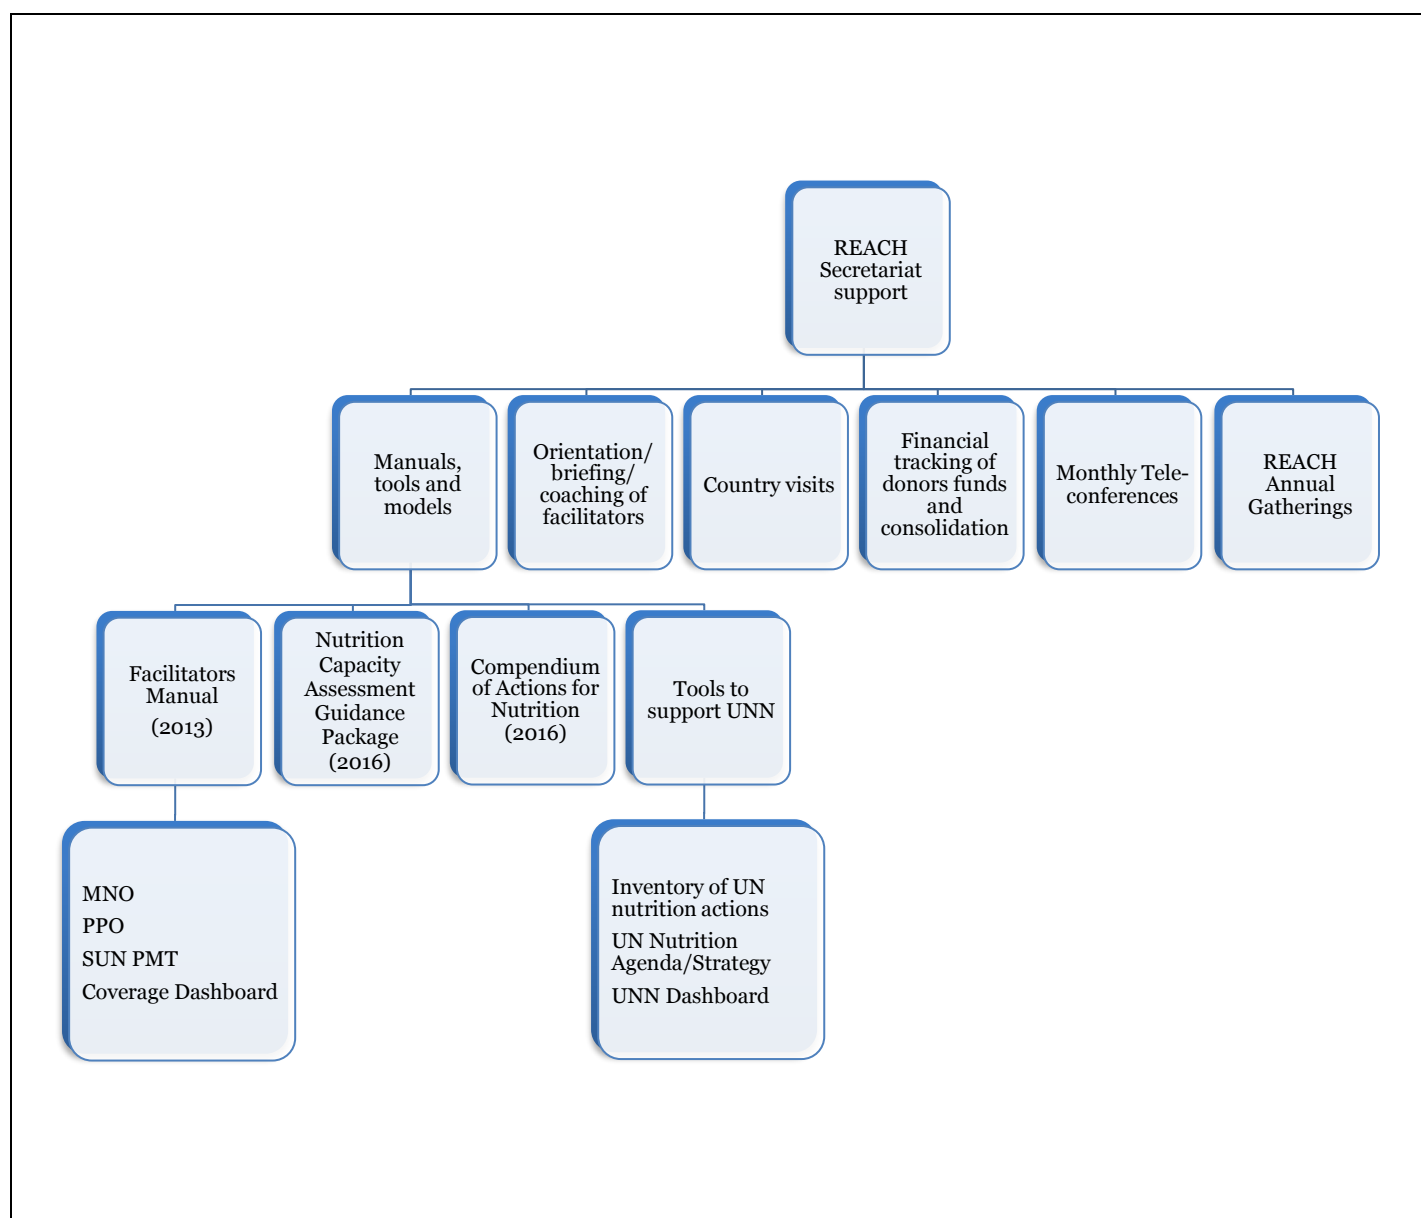 REACH
Secretariat
support
Manuals,
tools and
models
Orientation/
briefing/
coaching of
facilitators
Country visits
Financial
tracking of
donors funds
and
consolidation
Monthly Tele-
conferences
REACH
Annual
Gatherings
Facilitators
Manual
(2013)
Nutrition
Capacity
Assessment
Guidance
Package
(2016)
Compendium
of Actions for
Nutrition
(2016)
Tools to
support UNN
MNO
PPO
SUN PMT
Coverage Dashboard
Inventory of UN
nutrition actions
UN Nutrition
Agenda/Strategy
UNN Dashboard